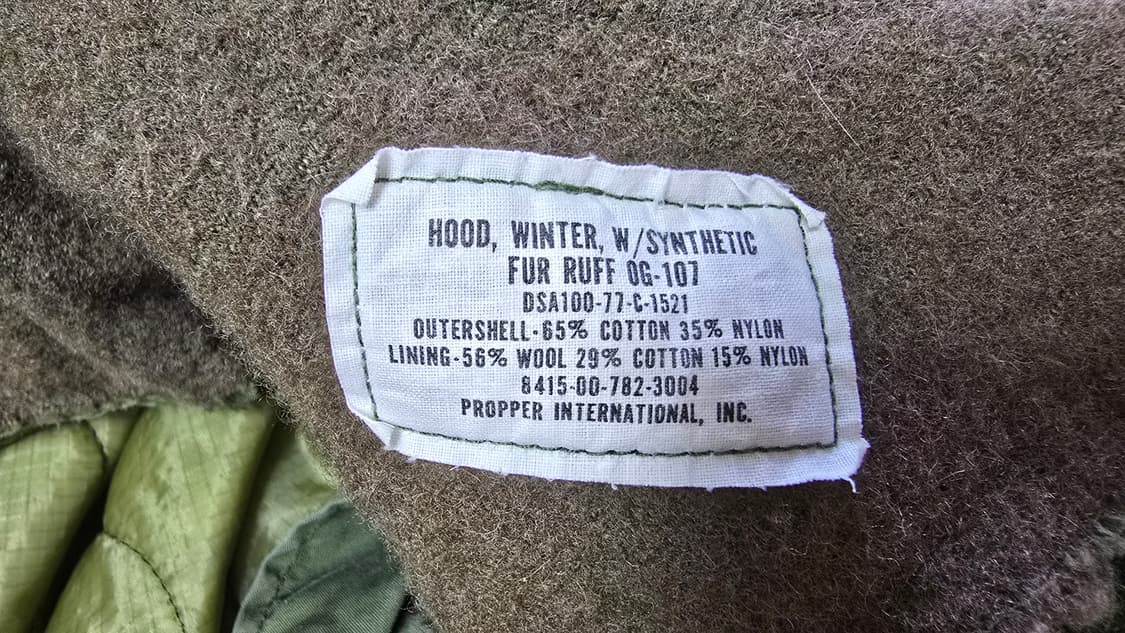 HOOD, WINTER, W/SYNTHETIC
FUR RUFF OG-107
DSA100-77-C-1521
OUTERSHELL-65% COTTON 35% NYLON
LINING-56% WOOL 29% COTTON 15% NYLON
8415-00-782-3004
PROPPER INTERNATIONAL, INC.